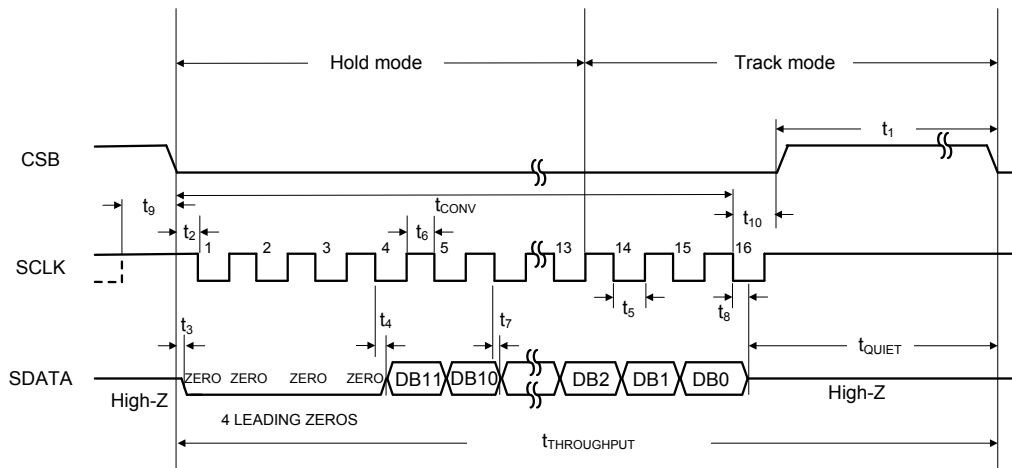 Hold mode
Track mode
t1
CSB
t9
tCONV
t10
t2
t6
1 2 3 4 5 13 14 15 16
SCLK
t5
t8
t3
t4
t7
tQUIET
ZERO ZERO ZERO ZERO DB11 DB10 DB2 DB1 DB0
SDATA
High-Z
High-Z
4 LEADING ZEROS
tTHROUGHPUT